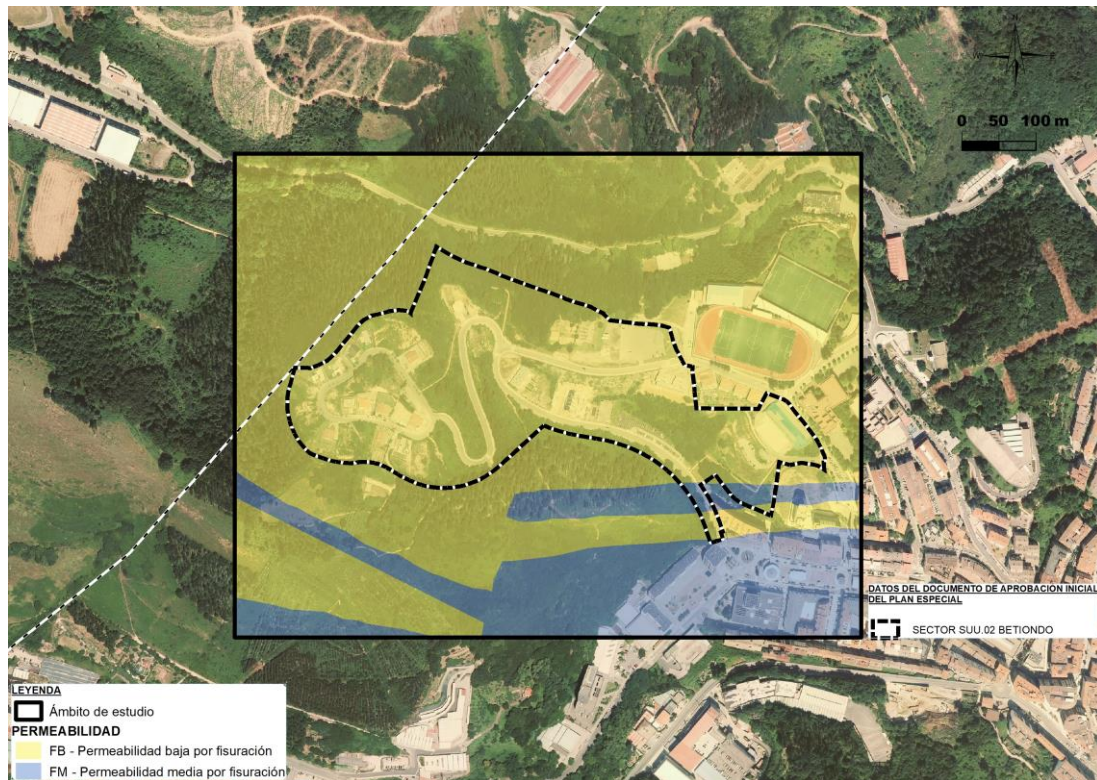 0 50 100 m
DATOS DEL DOCUMENTO DE APROBACIÓN INICIAL
DEL PLAN ESPECIAL
SECTOR SUU.02 BETIONDO
LEYENDA
Ámbito de estudio
PERMEABILIDAD
FB - Permeabilidad baja por fisuración
FM - Permeabilidad media por fisuración